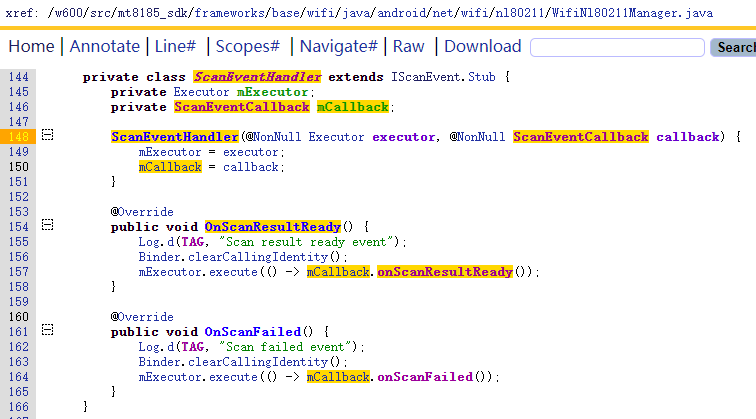 xref: /w600/src/mt8185_sdk/frameworks/base/wifi/java/android/net/wifi/nl80211/WifiNl80211Manager.java
Home | Annotate | Line# | Scopes# | Navigate# | Raw | Download Search
144 private class ScanEventHandler extends IScanEvent.Stub {
145 private Executor mExecutor;
146 private ScanEventCallback mCallback;
147
148 ScanEventHandler(@NonNull Executor executor, @NonNull ScanEventCallback callback) {
149 mExecutor = executor;
150 mCallback = callback;
151 }
152
153 @Override
154 public void OnScanResultReady() {
155 Log.d(TAG, "Scan result ready event");
156 Binder.clearCallingIdentity();
157 mExecutor.execute(() -> mCallback.onScanResultReady());
158 }
159
160 @Override
161 public void OnScanFailed() {
162 Log.d(TAG, "Scan failed event");
163 Binder.clearCallingIdentity();
164 mExecutor.execute(() -> mCallback.onScanFailed());
165 }
166 }